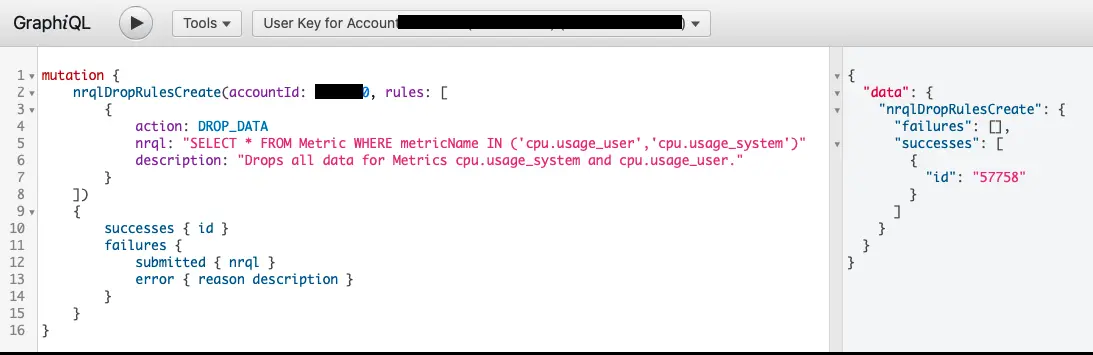 GraphiQL
Tools
User Key for Account )
1 mutation {
2 nrqlDropRulesCreate(accountId: 0, rules: [
3 {
4 action: DROP_DATA
5 nrql: "SELECT * FROM Metric WHERE metricName IN ('cpu.usage_user','cpu.usage_system')"
6 description: "Drops all data for Metrics cpu.usage_system and cpu.usage_user."
7 }
8 ])
9 {
10 successes { id }
11 failures {
12 submitted { nrql }
13 error { reason description }
14 }
15 }
16 }
{
"data": {
"nrqlDropRulesCreate": {
"failures": [],
"successes": [
{
"id": "57758"
}
]
}
}
}